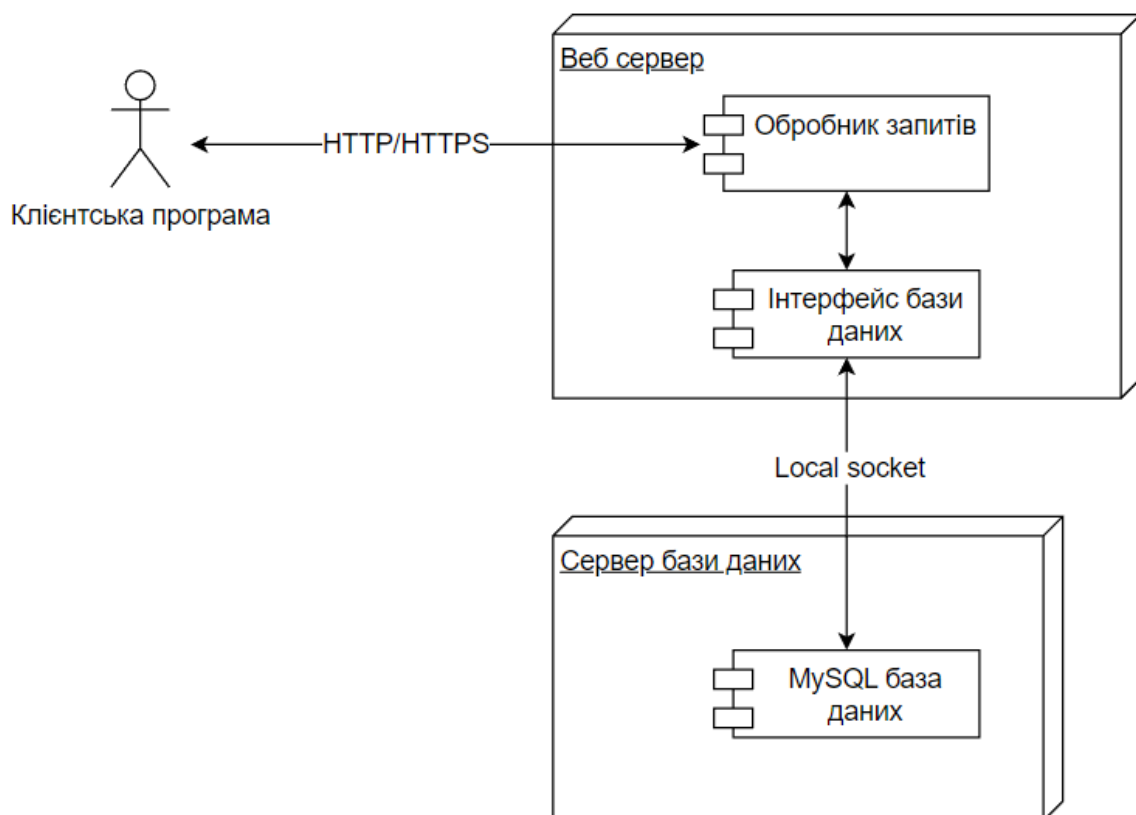 Веб сервер
Обробник запитів
HTTP/HTTPS
Клієнтська програма
Інтерфейс бази
даних
Local socket
Сервер бази даних
MySQL база
даних